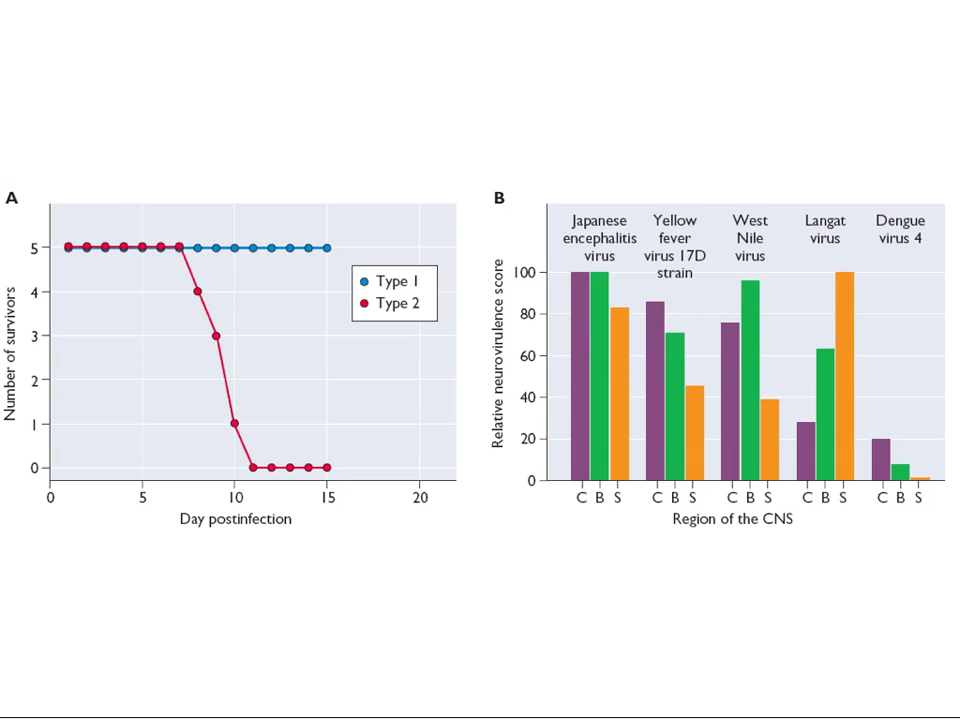 A
Number of survivors
5
4
3
2
1
0
0 5 10 15 20
Day postinfection
Type 1
Type 2
B
Relative neurovirulence score
100
80
60
40
20
0
Japanese
encephalitis
virus
Yellow
fever
virus 17D
strain
West
Nile
virus
Langat
virus
Dengue
virus 4
C B S C B S C B S C B S C B S
Region of the CNS